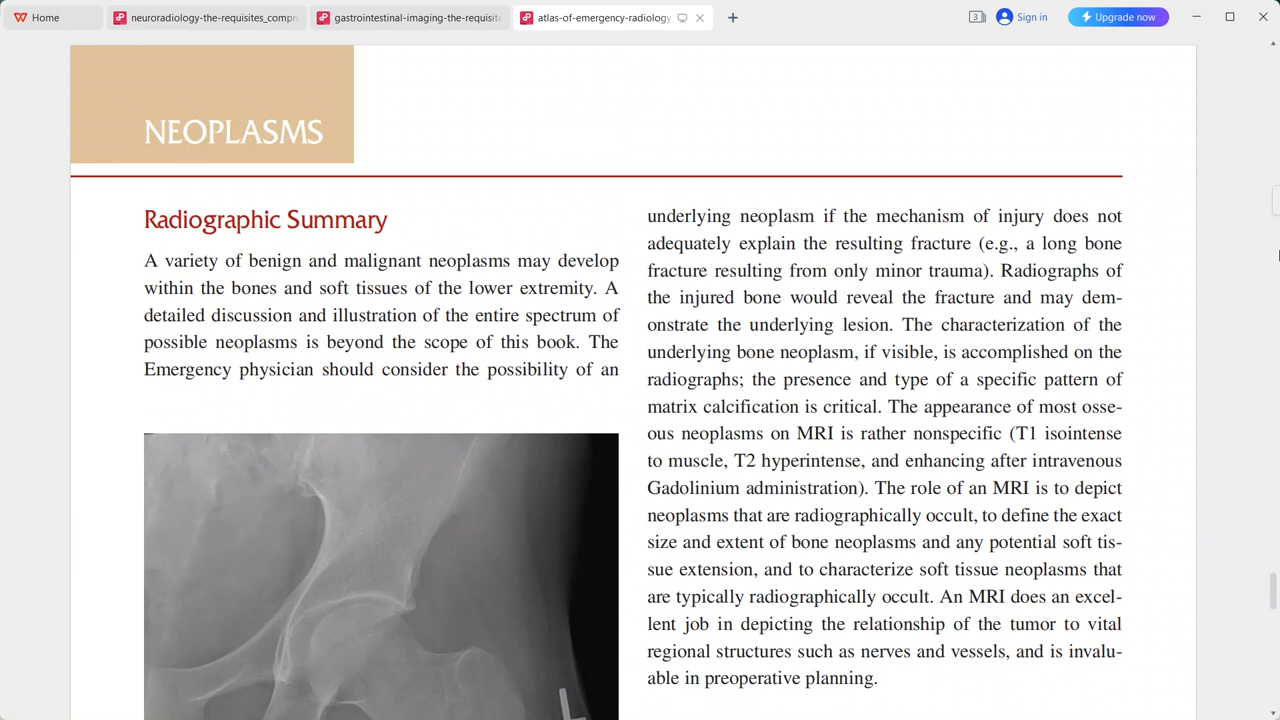 Home
neuroradiology-the-requisites_compre
gastrointestinal-imaging-the-requisite
atlas-of-emergency-radiology
3
Sign in
Upgrade now
NEOPLASMS
Radiographic Summary
A variety of benign and malignant neoplasms may develop
within the bones and soft tissues of the lower extremity. A
detailed discussion and illustration of the entire spectrum of
possible neoplasms is beyond the scope of this book. The
Emergency physician should consider the possibility of an
underlying neoplasm if the mechanism of injury does not
adequately explain the resulting fracture (e.g., a long bone
fracture resulting from only minor trauma). Radiographs of
the injured bone would reveal the fracture and may dem-
onstrate the underlying lesion. The characterization of the
underlying bone neoplasm, if visible, is accomplished on the
radiographs; the presence and type of a specific pattern of
matrix calcification is critical. The appearance of most osse-
ous neoplasms on MRI is rather nonspecific (T1 isointense
to muscle, T2 hyperintense, and enhancing after intravenous
Gadolinium administration). The role of an MRI is to depict
neoplasms that are radiographically occult, to define the exact
size and extent of bone neoplasms and any potential soft tis-
sue extension, and to characterize soft tissue neoplasms that
are typically radiographically occult. An MRI does an excel-
lent job in depicting the relationship of the tumor to vital
regional structures such as nerves and vessels, and is invalu-
able in preoperative planning.